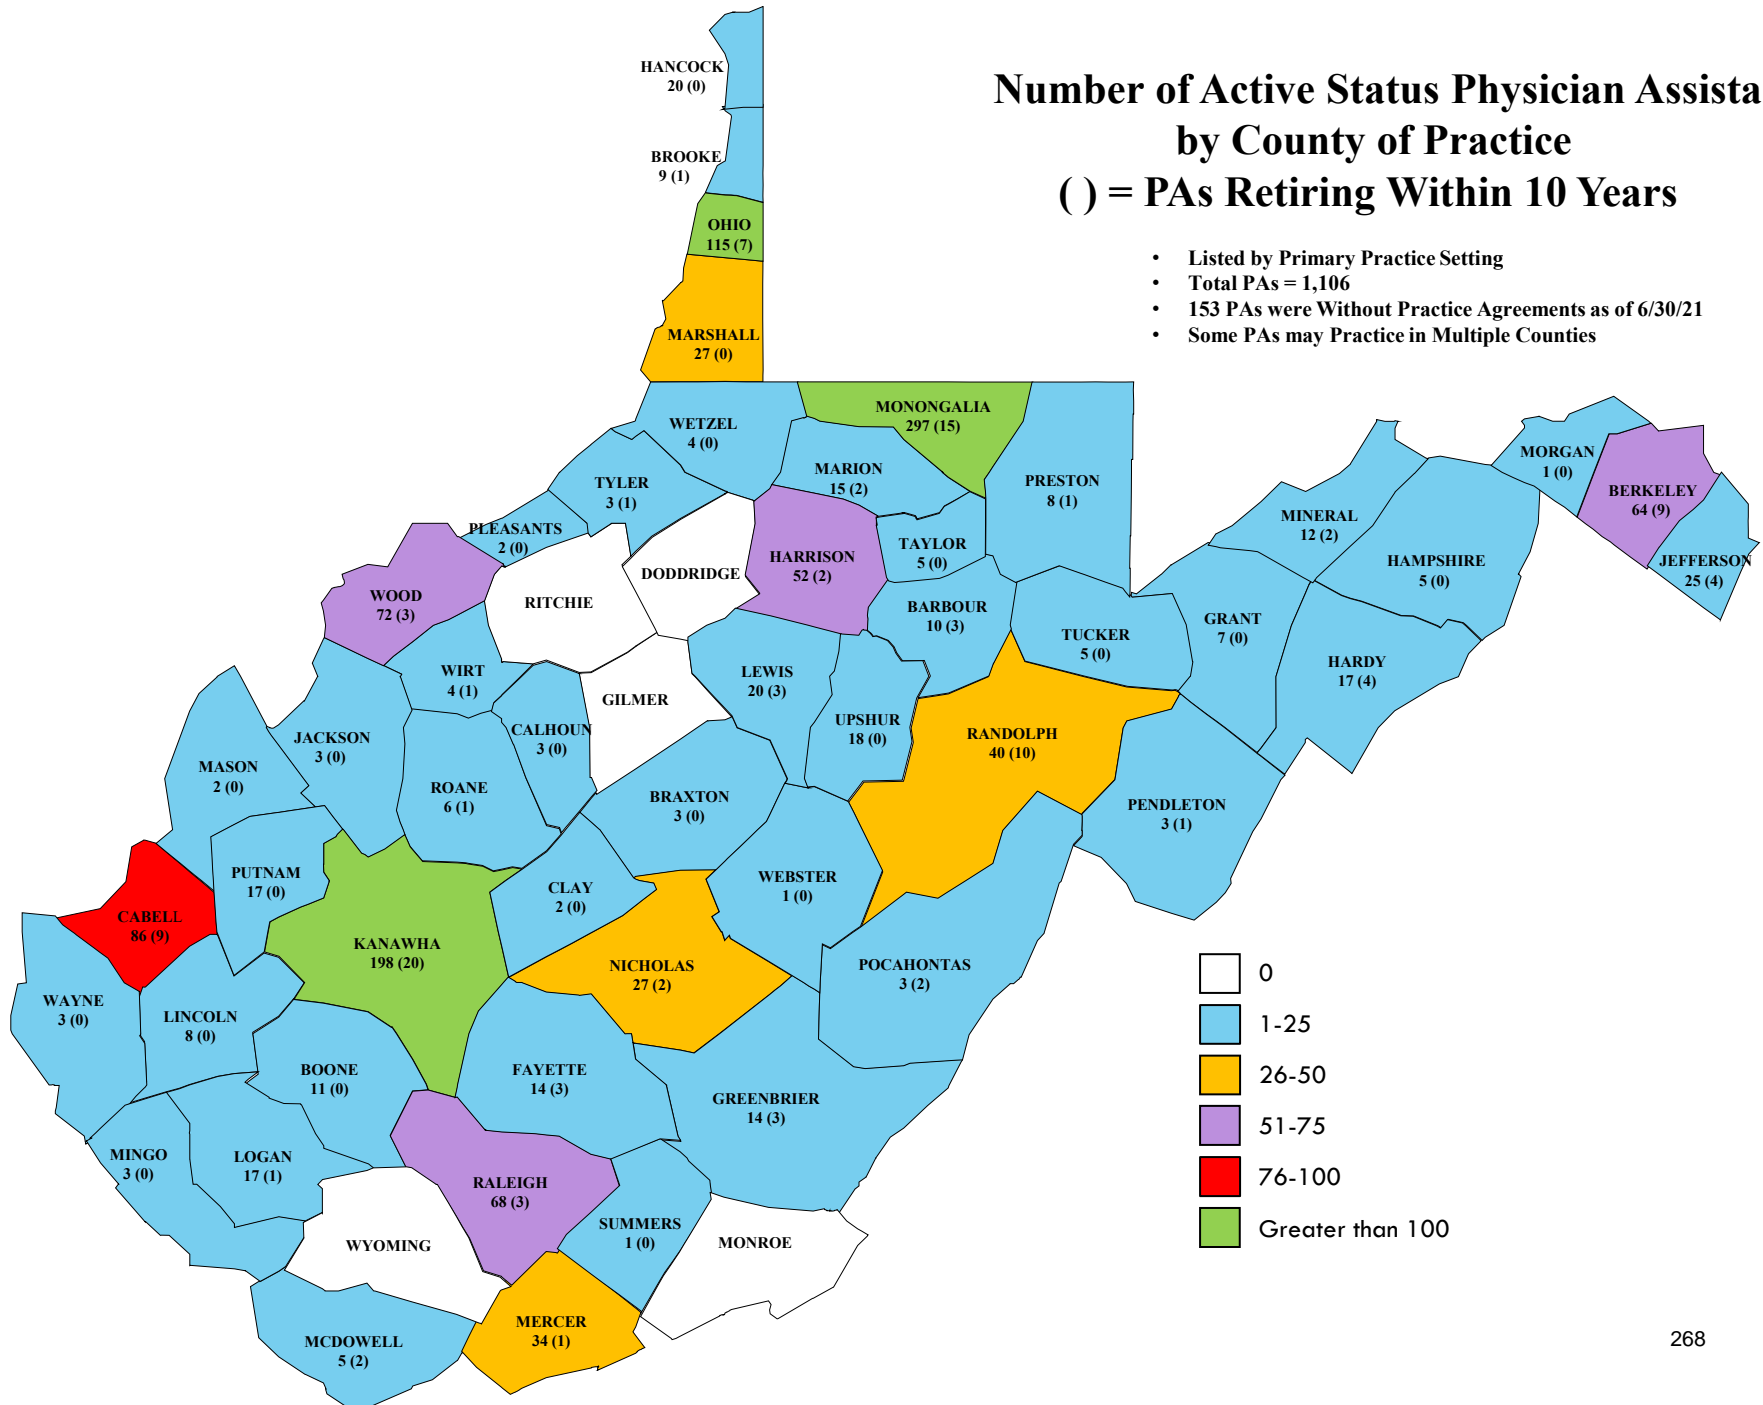 Number of Active Status Physician Assista
by County of Practice
( ) = PAs Retiring Within 10 Years
• Listed by Primary Practice Setting
• Total PAs = 1,106
• 153 PAs were Without Practice Agreements as of 6/30/21
• Some PAs may Practice in Multiple Counties
HANCOCK
20 (0)
BROOKE
9 (1)
OHIO
115 (7)
MARSHALL
27 (0)
WETZEL
4 (0)
MONONGALIA
297 (15)
MARION
15 (2)
PRESTON
8 (1)
TYLER
3 (1)
PLEASANTS
2 (0)
HARRISON
52 (2)
TAYLOR
5 (0)
DODDRIDGE
RITCHIE
WOOD
72 (3)
BARBOUR
10 (3)
TUCKER
5 (0)
GRANT
7 (0)
MINERAL
12 (2)
HAMPSHIRE
5 (0)
MORGAN
1 (0)
BERKELEY
64 (9)
JEFFERSON
25 (4)
HARDY
17 (4)
WIRT
4 (1)
GILMER
LEWIS
20 (3)
UPSHUR
18 (0)
RANDOLPH
40 (10)
PENDLETON
3 (1)
JACKSON
3 (0)
CALHOUN
3 (0)
MASON
2 (0)
ROANE
6 (1)
BRAXTON
3 (0)
PUTNAM
17 (0)
CLAY
2 (0)
WEBSTER
1 (0)
CABELL
86 (9)
KANAWHA
198 (20)
NICHOLAS
27 (2)
POCAHONTAS
3 (2)
WAYNE
3 (0)
LINCOLN
8 (0)
BOONE
11 (0)
FAYETTE
14 (3)
GREENBRIER
14 (3)
MINGO
3 (0)
LOGAN
17 (1)
RALEIGH
68 (3)
SUMMERS
1 (0)
WYOMING
MONROE
MERCER
34 (1)
MCDOWELL
5 (2)
0
1-25
26-50
51-75
76-100
Greater than 100
268